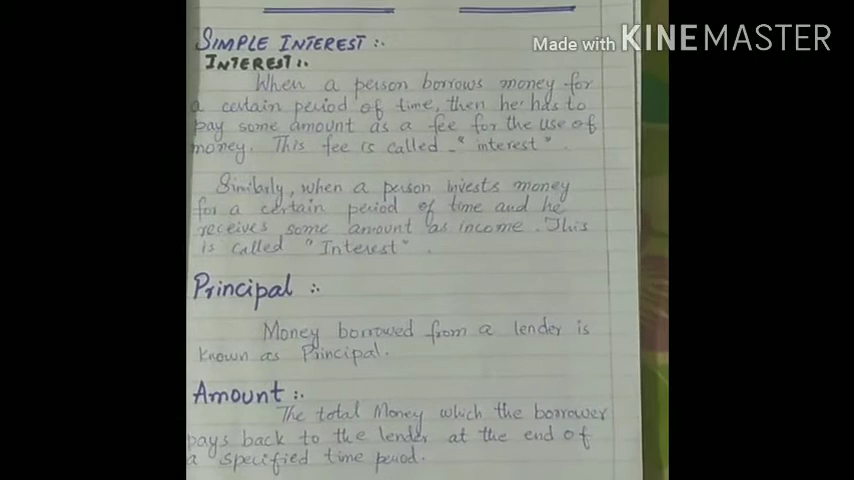 Made with KINEMASTER
SIMPLE INTEREST :-
INTEREST:-
When a person borrows money for
a certain period of time, then he has to
pay some amount as a fee for the use of
money. This fee is called - "interest".
Similarly, when a person invests money
for a certain period of time and he
receives some amount as income. This
is called "Interest".
Principal :-
Money borrowed from a lender is
known as Principal.
Amount :-
The total Money which the borrower
pays back to the lender at the end of
a specified time period.